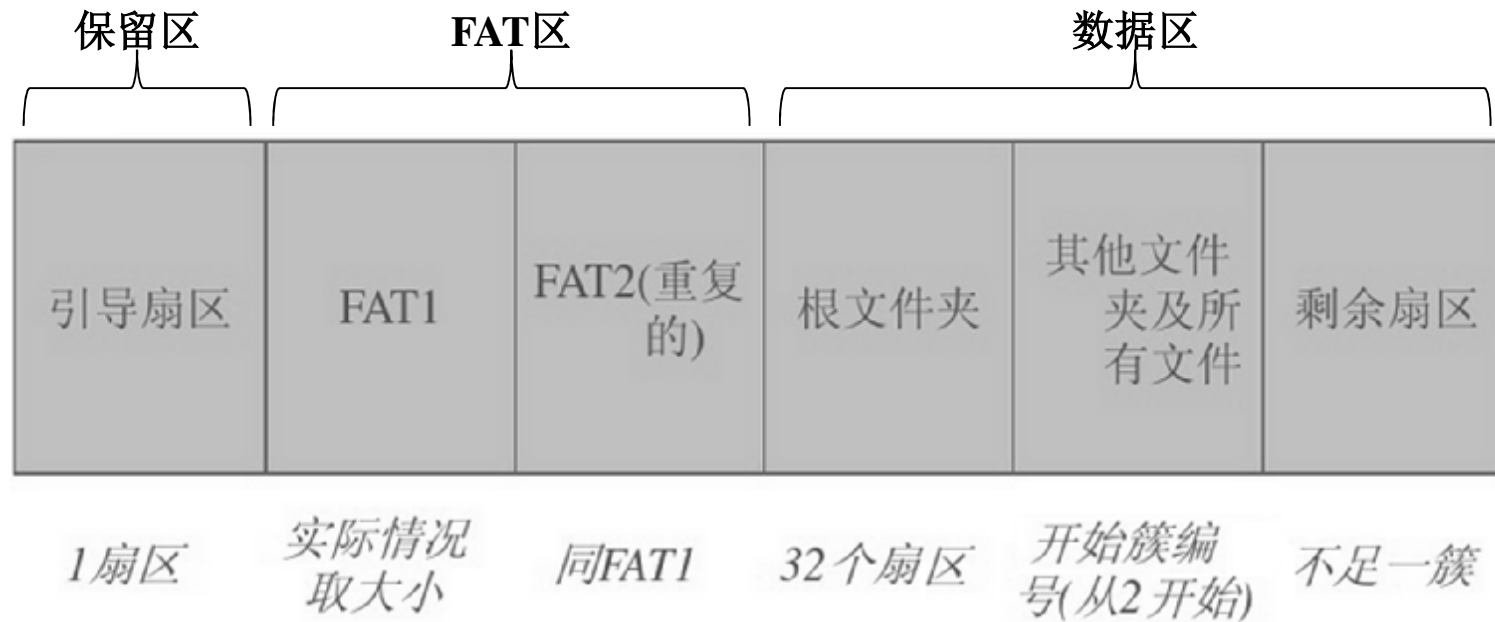 保留区 FAT区 数据区
引导扇区
FAT1
FAT2(重复
的)
根文件夹
其他文件
夹及所
有文件
剩余扇区
1扇区
实际情况
取大小
同FAT1
32个扇区
开始簇编
号(从2开始)
不足一簇